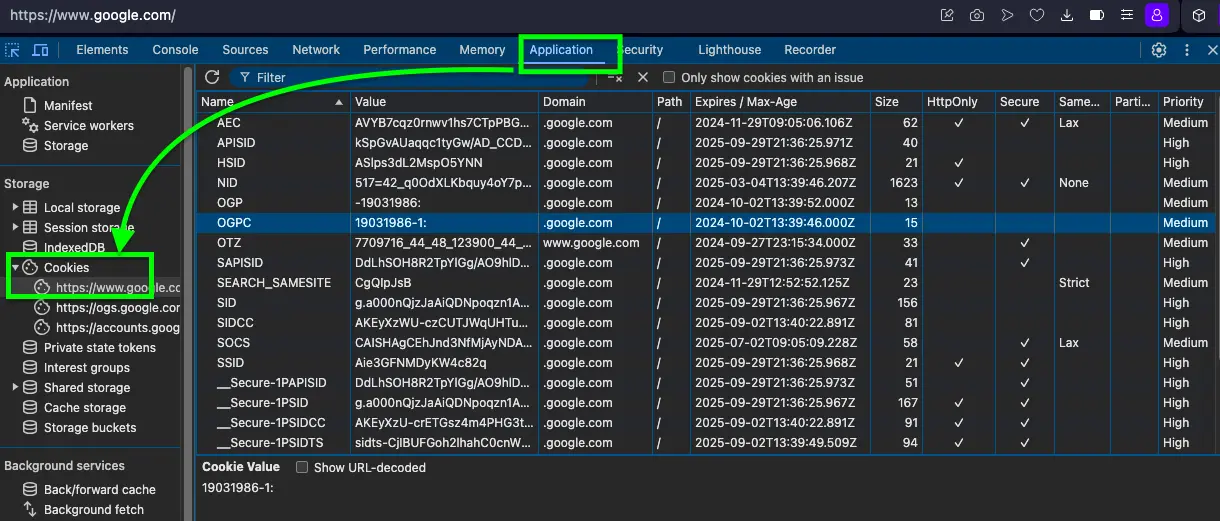 https://www.google.com/
Elements Console Sources Network Performance Memory Application Security Lighthouse Recorder
Application
Manifest
Service workers
Storage
Storage
Local storage
Session storage
IndexedDB
Cookies
https://www.google.co
https://ogs.google.cor
https://accounts.goog
Private state tokens
Interest groups
Shared storage
Cache storage
Storage buckets
Background services
Back/forward cache
Background fetch
Filter Only show cookies with an issue
Name Value Domain Path Expires / Max-Age Size HttpOnly Secure Same... Parti... Priority
AEC AVYB7cqz0rnwv1hs7CTpPBG... .google.com / 2024-11-29T09:05:06.106Z 62 ✓ ✓ Lax Medium
APISID kSpGvAUaqqc1tyGw/AD_CCD... .google.com / 2025-09-29T21:36:25.971Z 40 High
HSID ASlps3dL2MspO5YNN .google.com / 2025-09-29T21:36:25.968Z 21 ✓ High
NID 517=42_q0OdXLKbquy4oY7p... .google.com / 2025-03-04T13:39:46.207Z 1623 ✓ ✓ None Medium
OGP -19031986: .google.com / 2024-10-02T13:39:52.000Z 13 Medium
OGPC 19031986-1: .google.com / 2024-10-02T13:39:46.000Z 15 Medium
OTZ 7709716_44_48_123900_44_... www.google.com / 2024-09-27T23:15:34.000Z 33 ✓ Medium
SAPISID DdLhSOH8R2TpYlGg/AO9hlD... .google.com / 2025-09-29T21:36:25.973Z 41 ✓ High
SEARCH_SAMESITE CgQIpJsB .google.com / 2024-11-29T12:52:52.125Z 23 Strict Medium
SID g.a000nQjzJaAiQDNpoqzn1A... .google.com / 2025-09-29T21:36:25.967Z 156 High
SIDCC AKEyXzWU-czCUTJWqUHTu... .google.com / 2025-09-02T13:40:22.891Z 81 High
SOCS CAISHAgCEhJnd3NfMjAyNDA... .google.com / 2025-07-02T09:05:09.228Z 58 ✓ Lax Medium
SSID Aie3GFNMDyKW4c82q .google.com / 2025-09-29T21:36:25.968Z 21 ✓ ✓ High
__Secure-1PAPISID DdLhSOH8R2TpYlGg/AO9hlD... .google.com / 2025-09-29T21:36:25.973Z 51 ✓ High
__Secure-1PSID g.a000nQjzJaAiQDNpoqzn1A... .google.com / 2025-09-29T21:36:25.967Z 167 ✓ ✓ High
__Secure-1PSIDCC AKEyXzU-crETGsz4m4PHG3t... .google.com / 2025-09-02T13:40:22.891Z 91 ✓ ✓ High
__Secure-1PSIDTS sidts-CjIBUFGoh2lhahC0cnW... .google.com / 2025-09-02T13:39:49.509Z 94 ✓ ✓ High
Cookie Value Show URL-decoded
19031986-1: